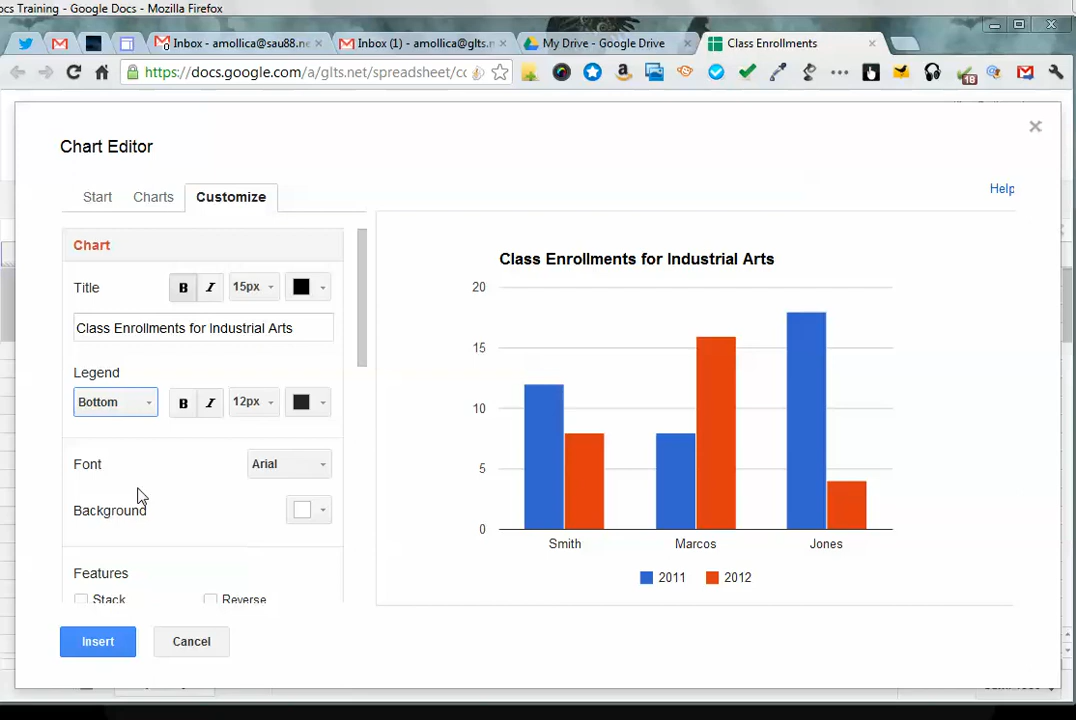 ocs Training - Google Docs - Mozilla Firefox
Inbox - amollica@sau88.ne
Inbox (1) - amollica@glts.n
My Drive - Google Drive
Class Enrollments
https://docs.google.com/a/glts.net/spreadsheet/cc
18
Chart Editor
Start
Charts
Customize
Help
Chart
Title
B
I
15px
Class Enrollments for Industrial Arts
Legend
Bottom
B
I
12px
Font
Arial
Background
Features
Stack
Reverse
Insert
Cancel
Class Enrollments for Industrial Arts
20
15
10
5
0
Smith
Marcos
Jones
2011
2012